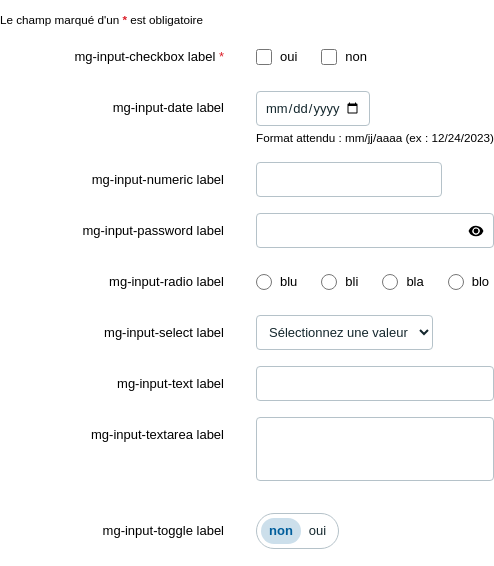 Le champ marqué d'un * est obligatoire
mg-input-checkbox label * oui non
mg-input-date label mm/dd/yyyy
Format attendu : mm/jj/aaaa (ex : 12/24/2023)
mg-input-numeric label
mg-input-password label
mg-input-radio label blu bli bla blo
mg-input-select label Sélectionnez une valeur
mg-input-text label
mg-input-textarea label
mg-input-toggle label non oui